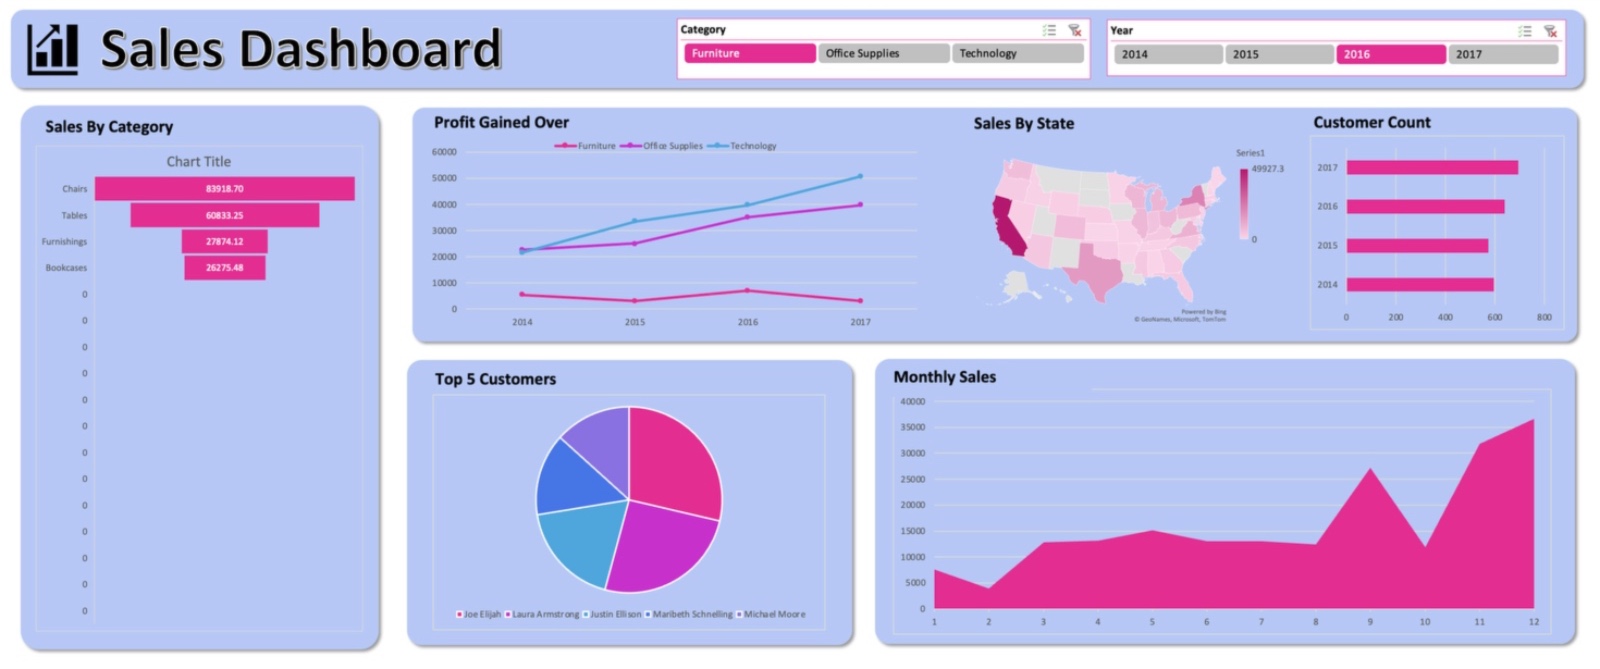 Sales Dashboard
Category
Furniture
Office Supplies
Technology
Year
2014
2015
2016
2017
Sales By Category
Chart Title
Chairs
83918.70
Tables
60833.25
Furnishings
27874.12
Bookcases
26275.48
0
0
0
0
0
0
0
0
0
0
0
0
0
Profit Gained Over
Furniture
Office Supplies
Technology
60000
50000
40000
30000
20000
10000
0
2014
2015
2016
2017
Sales By State
Series1
49927.3
0
Powered by Bing
© GeoNames, Microsoft, TomTom
Customer Count
2017
2016
2015
2014
0
200
400
600
800
Top 5 Customers
Joe Elijah
Laura Armstrong
Justin Ellison
Maribeth Schnelling
Michael Moore
Monthly Sales
40000
35000
30000
25000
20000
15000
10000
5000
0
1
2
3
4
5
6
7
8
9
10
11
12